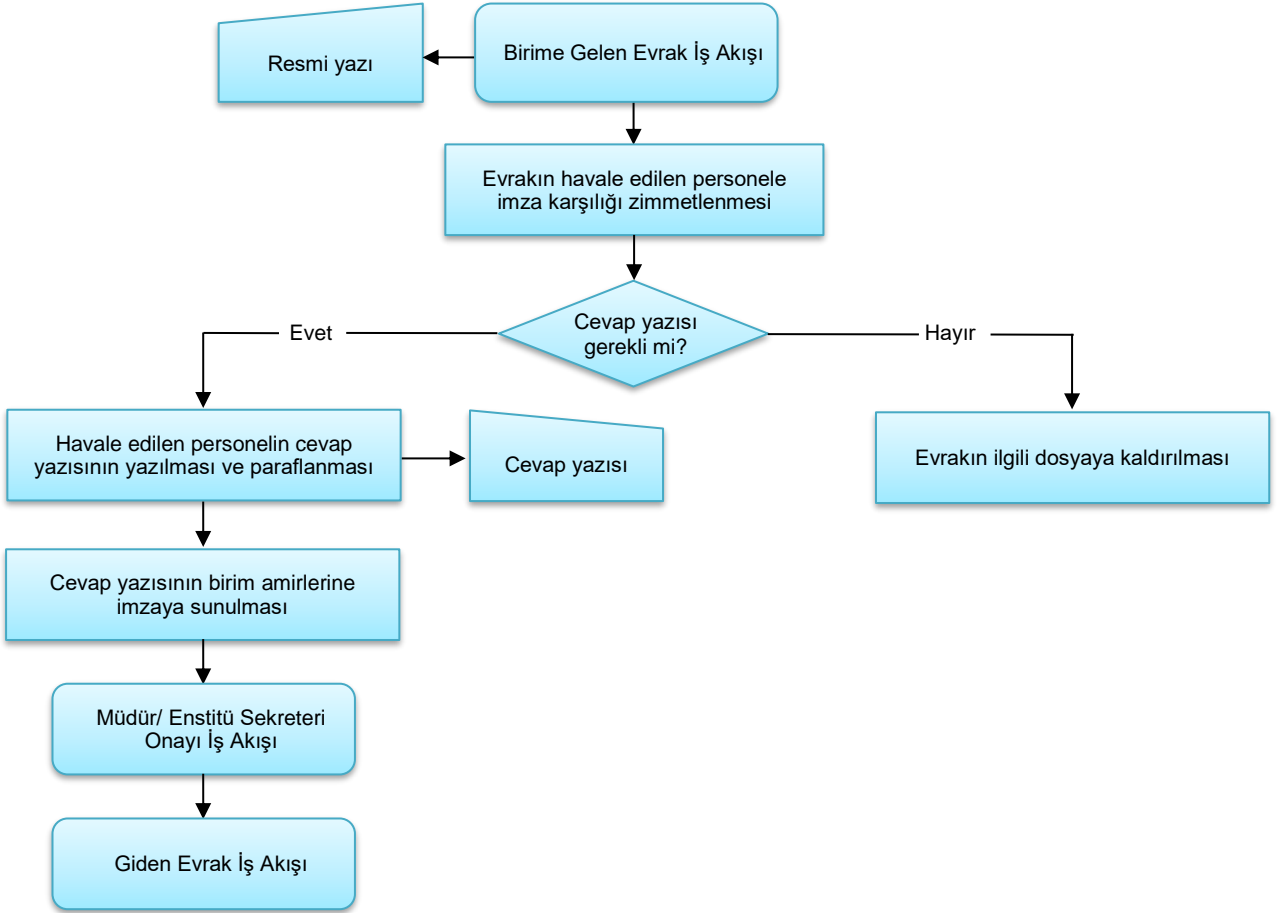 Resmi yazı
Birime Gelen Evrak İş Akışı
Evrakın havale edilen personele
imza karşılığı zimmetlenmesi
Cevap yazısı
gerekli mi?
Evet
Hayır
Havale edilen personelin cevap
yazısının yazılması ve paraflanması
Cevap yazısı
Evrakın ilgili dosyaya kaldırılması
Cevap yazısının birim amirlerine
imzaya sunulması
Müdür/ Enstitü Sekreteri
Onayı İş Akışı
Giden Evrak İş Akışı